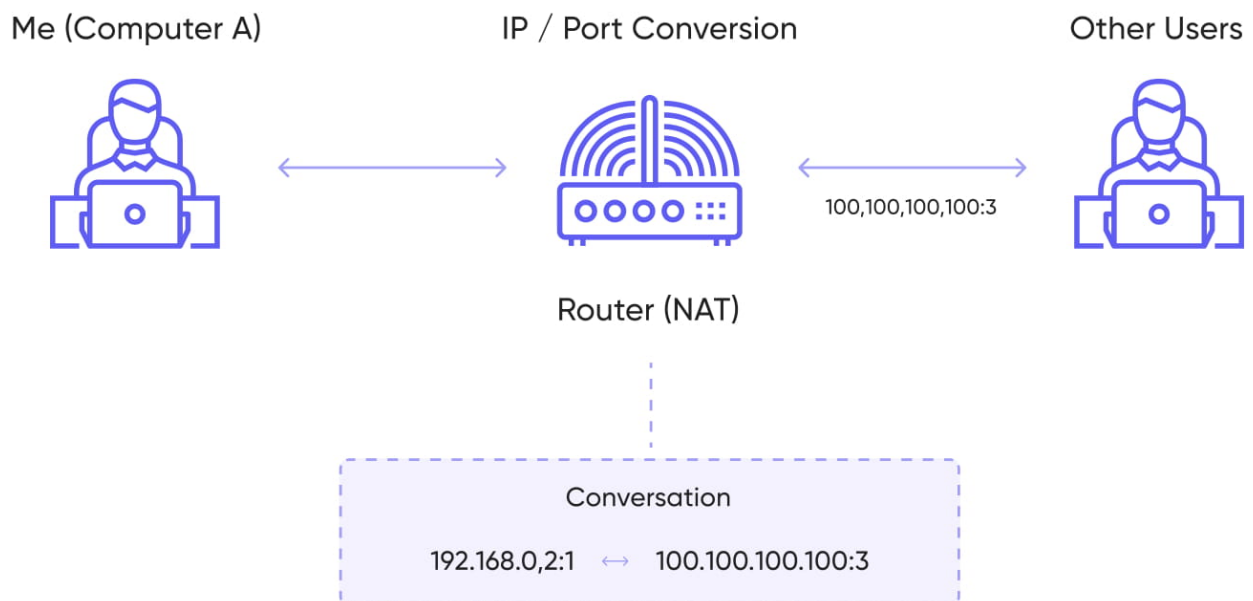 Me (Computer A)
IP / Port Conversion
Other Users
100,100,100,100:3
Router (NAT)
Conversation
192.168.0,2:1 ↔ 100.100.100.100:3